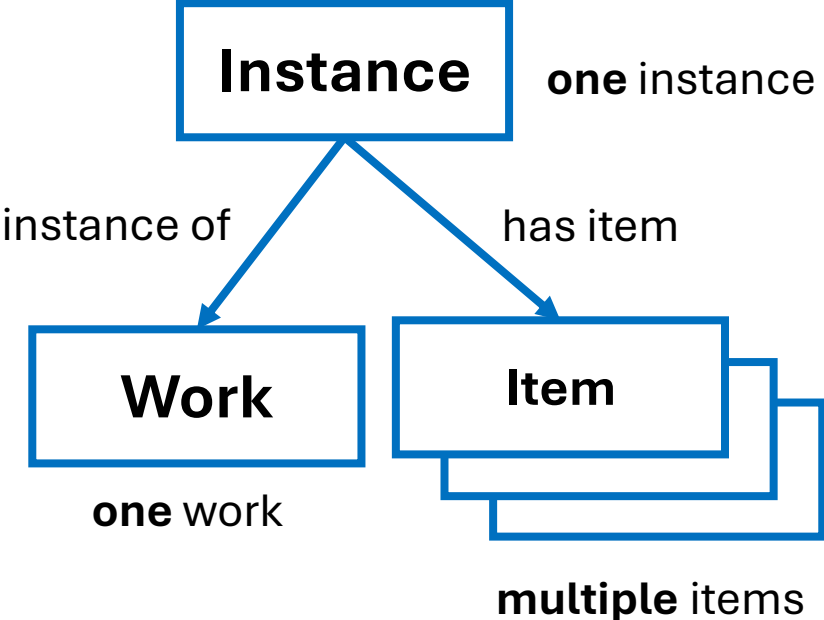 Instance
one instance
instance of
has item
Work
Item
one work
multiple items